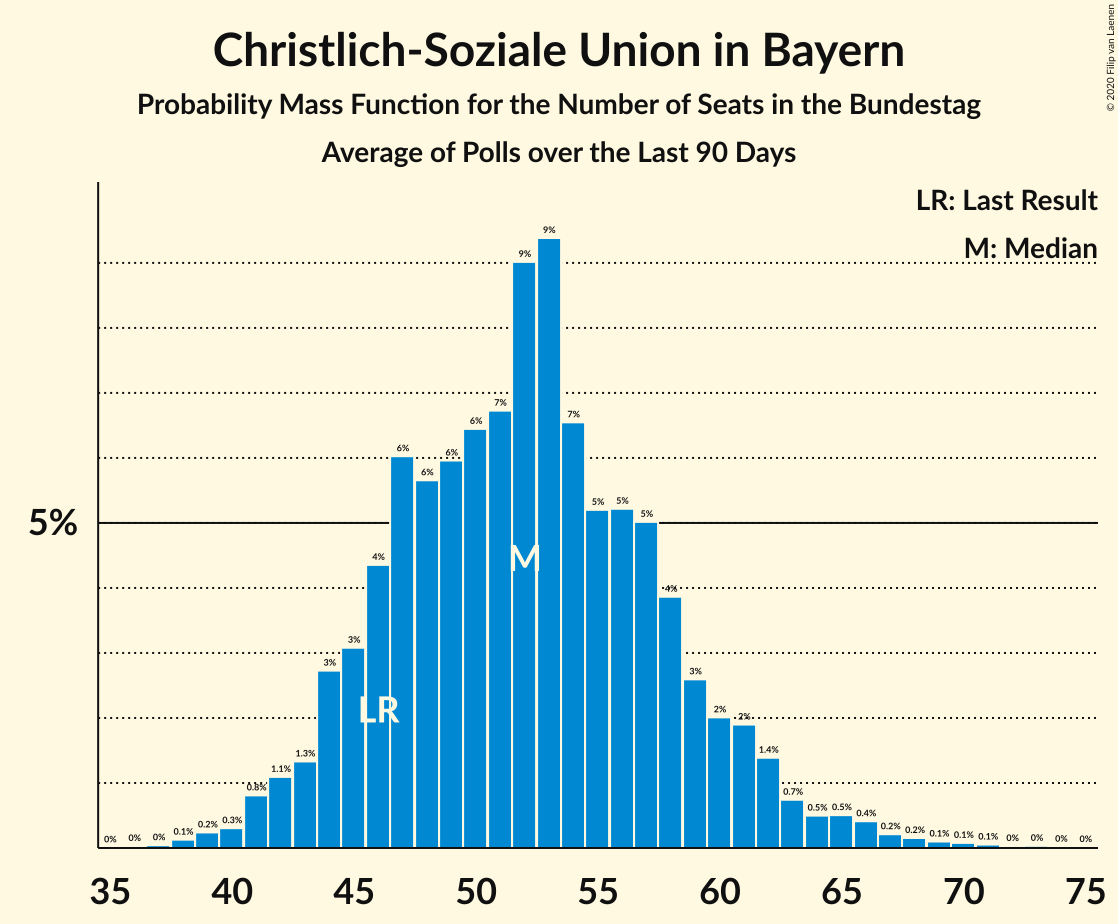 Christlich-Soziale Union in Bayern
Probability Mass Function for the Number of Seats in the Bundestag
Average of Polls over the Last 90 Days
© 2020 Filip van Laenen
LR: Last Result
M: Median
5%
0% 0% 0% 0.1% 0.2% 0.3% 0.8% 1.1% 1.3% 3% 3% 4% 6% 6% 6% 6% 7% 9% 9% 7% 5% 5% 5% 4% 3% 2% 2% 1.4% 0.7% 0.5% 0.5% 0.4% 0.2% 0.2% 0.1% 0.1% 0.1% 0% 0% 0% 0%
M
LR
35 40 45 50 55 60 65 70 75